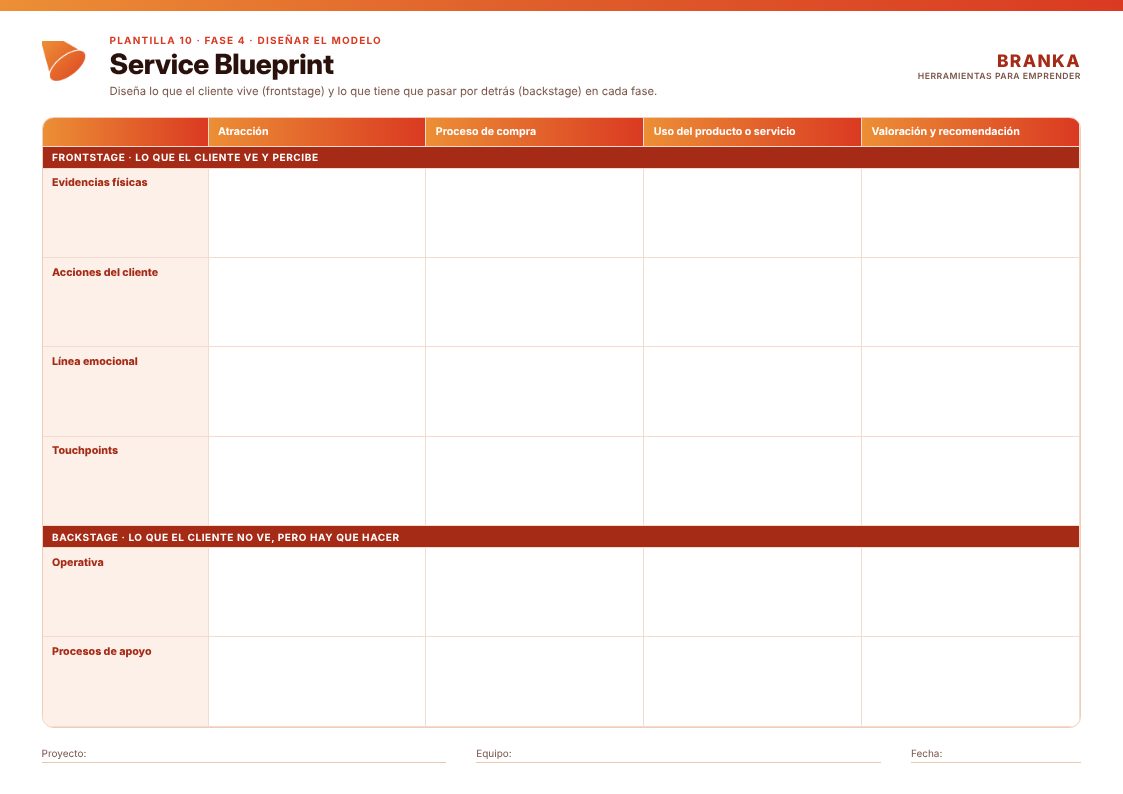 PLANTILLA 10 · FASE 4 · DISEÑAR EL MODELO
Service Blueprint
Diseña lo que el cliente vive (frontstage) y lo que tiene que pasar por detrás (backstage) en cada fase.
BRANKA
HERRAMIENTAS PARA EMPRENDER
Atracción
Proceso de compra
Uso del producto o servicio
Valoración y recomendación
FRONTSTAGE · LO QUE EL CLIENTE VE Y PERCIBE
Evidencias físicas
Acciones del cliente
Línea emocional
Touchpoints
BACKSTAGE · LO QUE EL CLIENTE NO VE, PERO HAY QUE HACER
Operativa
Procesos de apoyo
Proyecto:
Equipo:
Fecha: